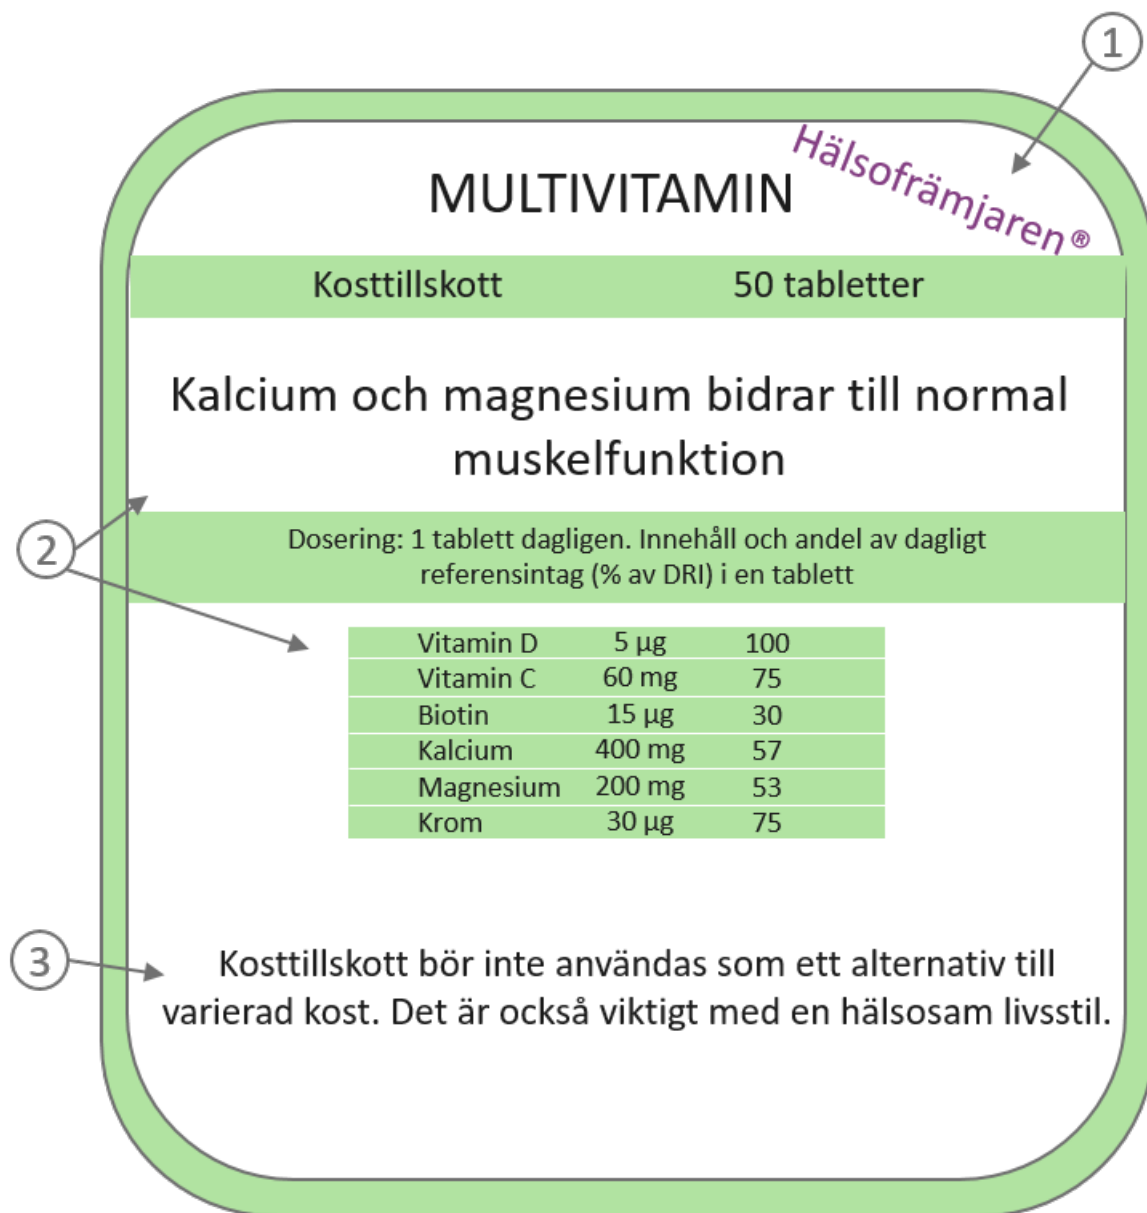 1
Hälsofrämjaren®
MULTIVITAMIN
Kosttillskott 50 tabletter
Kalcium och magnesium bidrar till normal
muskelfunktion
2
Dosering: 1 tablett dagligen. Innehåll och andel av dagligt
referensintag (% av DRI) i en tablett
Vitamin D 5 µg 100
Vitamin C 60 mg 75
Biotin 15 µg 30
Kalcium 400 mg 57
Magnesium 200 mg 53
Krom 30 µg 75
3
Kosttillskott bör inte användas som ett alternativ till
varierad kost. Det är också viktigt med en hälsosam livsstil.